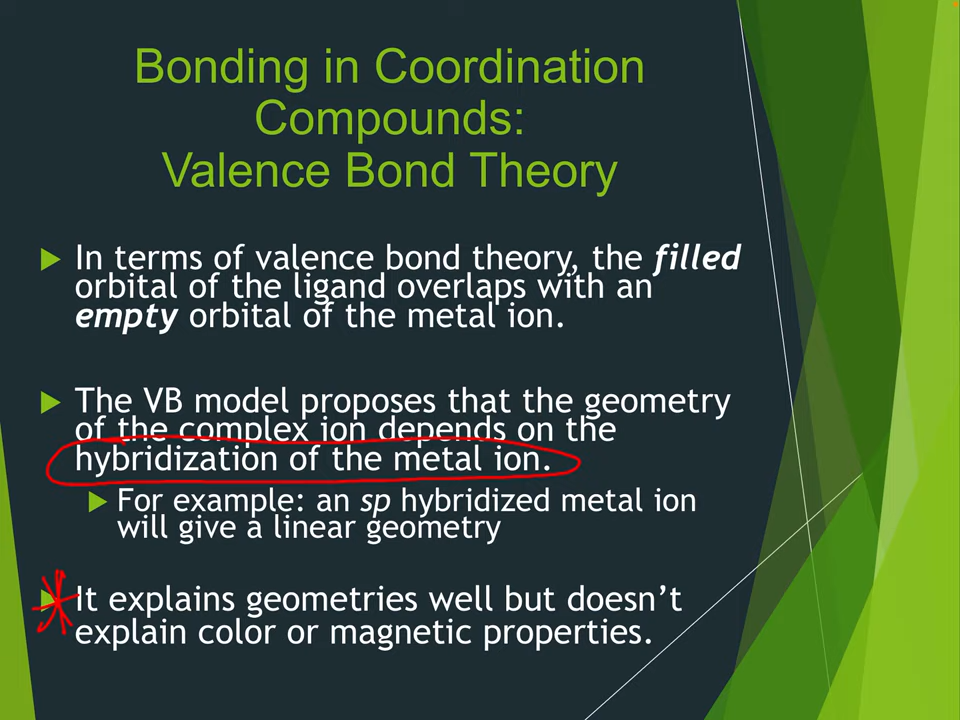 Bonding in Coordination
Compounds:
Valence Bond Theory
In terms of valence bond theory, the filled
orbital of the ligand overlaps with an
empty orbital of the metal ion.
The VB model proposes that the geometry
of the complex ion depends on the
hybridization of the metal ion.
For example: an sp hybridized metal ion
will give a linear geometry
It explains geometries well but doesn't
explain color or magnetic properties.